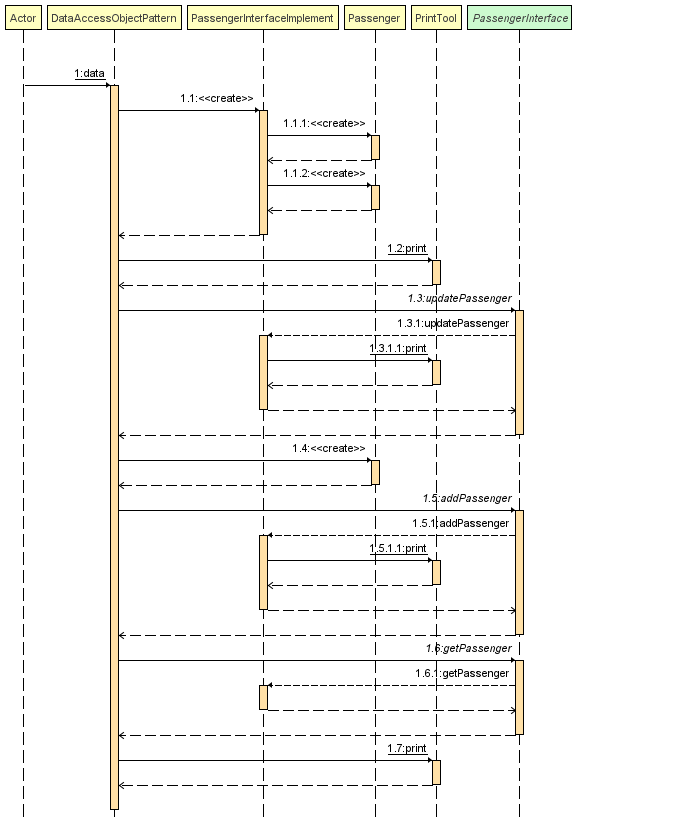 Actor
DataAccessObjectPattern
PassengerInterfaceImplement
Passenger
PrintTool
PassengerInterface
1:data
1.1:<<create>>
1.1.1:<<create>>
1.1.2:<<create>>
1.2:print
1.3:updatePassenger
1.3.1:updatePassenger
1.3.1.1:print
1.4:<<create>>
1.5:addPassenger
1.5.1:addPassenger
1.5.1.1:print
1.6:getPassenger
1.6.1:getPassenger
1.7:print